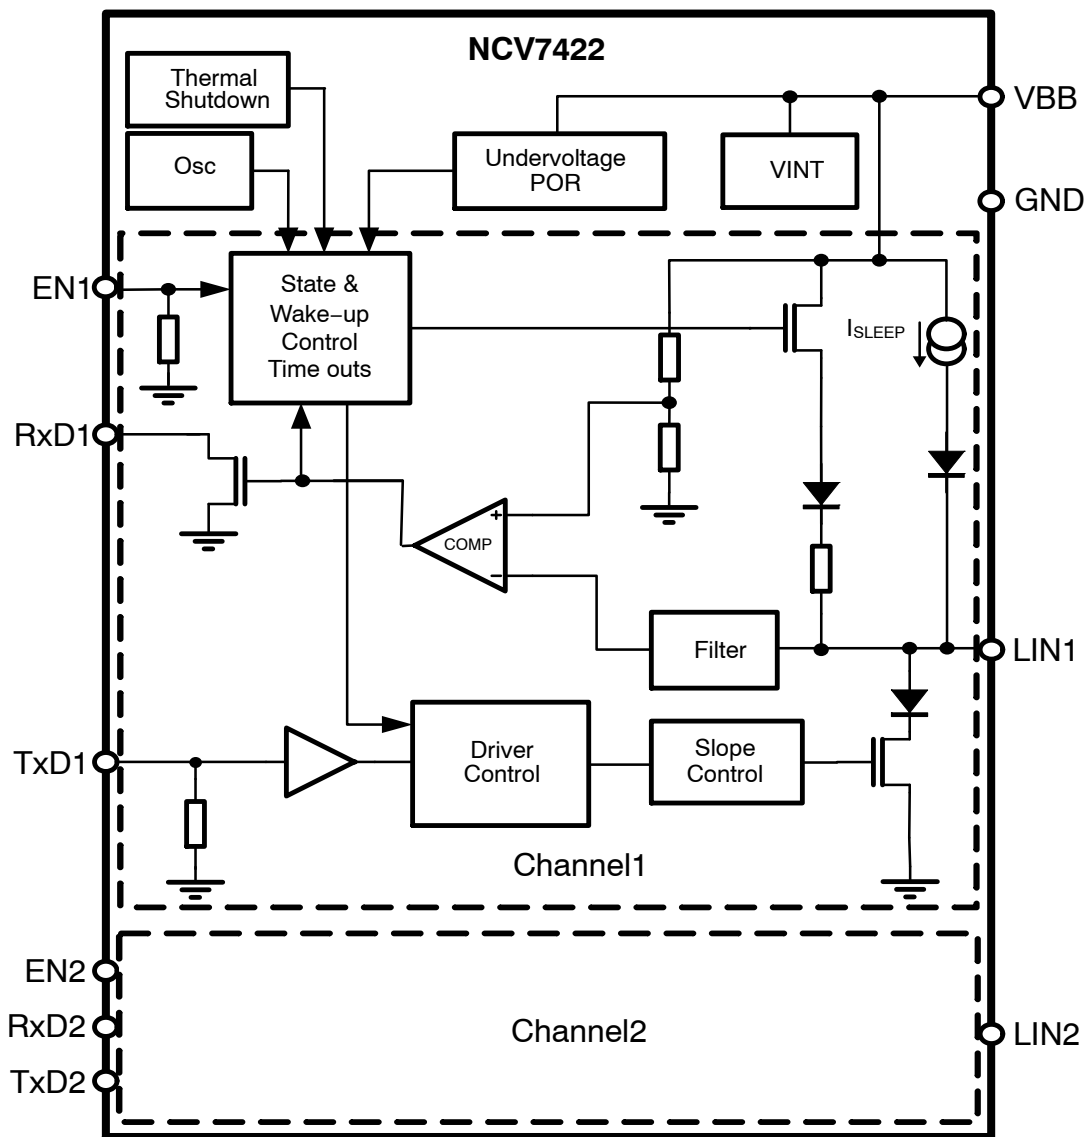 NCV7422
Thermal
Shutdown
VBB
Osc
Undervoltage
POR
VINT
GND
EN1
State &
Wake−up
Control
Time outs
ISLEEP
RxD1
+
COMP
−
Filter
LIN1
TxD1
Driver
Control
Slope
Control
Channel1
EN2
RxD2
Channel2
LIN2
TxD2